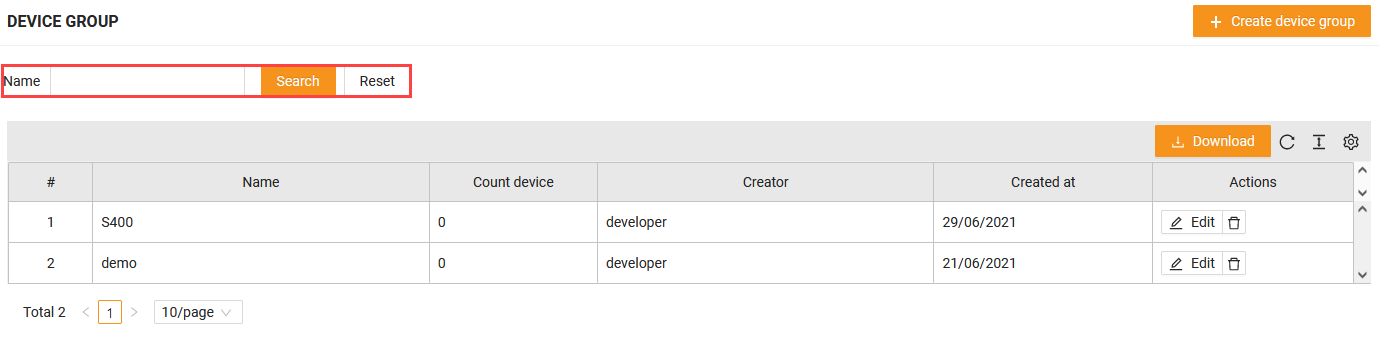 DEVICE GROUP
+ Create device group
Name Search Reset
Download
# Name Count device Creator Created at Actions
1 S400 0 developer 29/06/2021 Edit
2 demo 0 developer 21/06/2021 Edit
Total 2 < 1 > 10/page